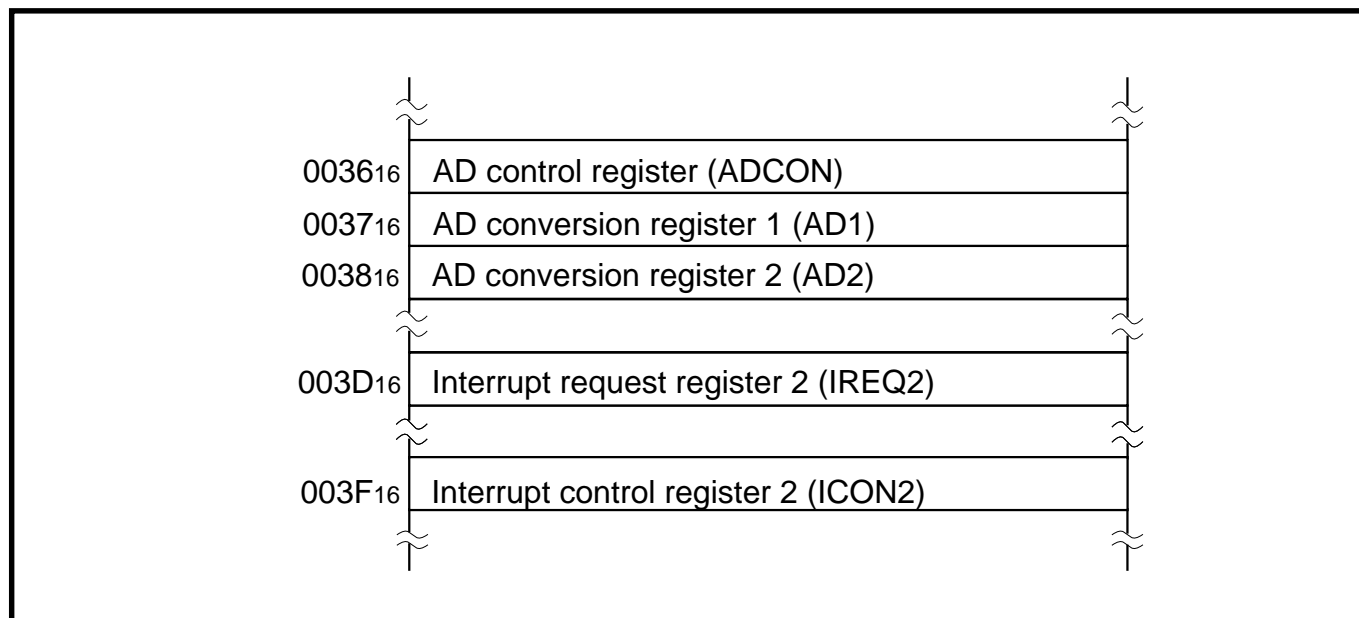 0036₁₆ AD control register (ADCON)
0037₁₆ AD conversion register 1 (AD1)
0038₁₆ AD conversion register 2 (AD2)
003D₁₆ Interrupt request register 2 (IREQ2)
003F₁₆ Interrupt control register 2 (ICON2)